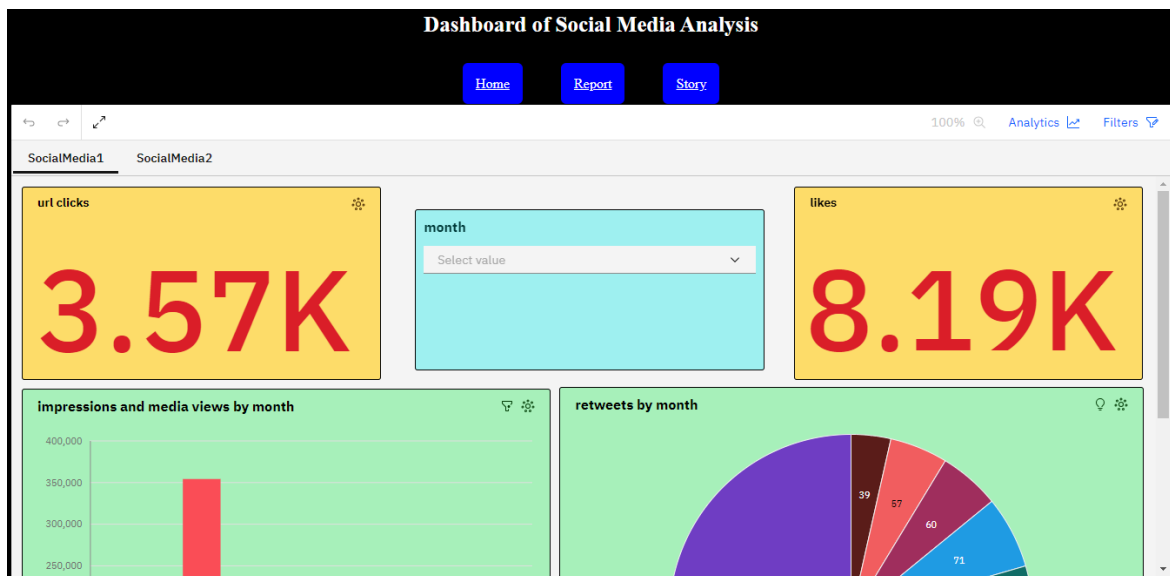 Dashboard of Social Media Analysis
Home Report Story
100% Analytics Filters
SocialMedia1 SocialMedia2
url clicks
3.57K
month
Select value
likes
8.19K
impressions and media views by month
400,000
350,000
300,000
250,000
retweets by month
39
57
60
71